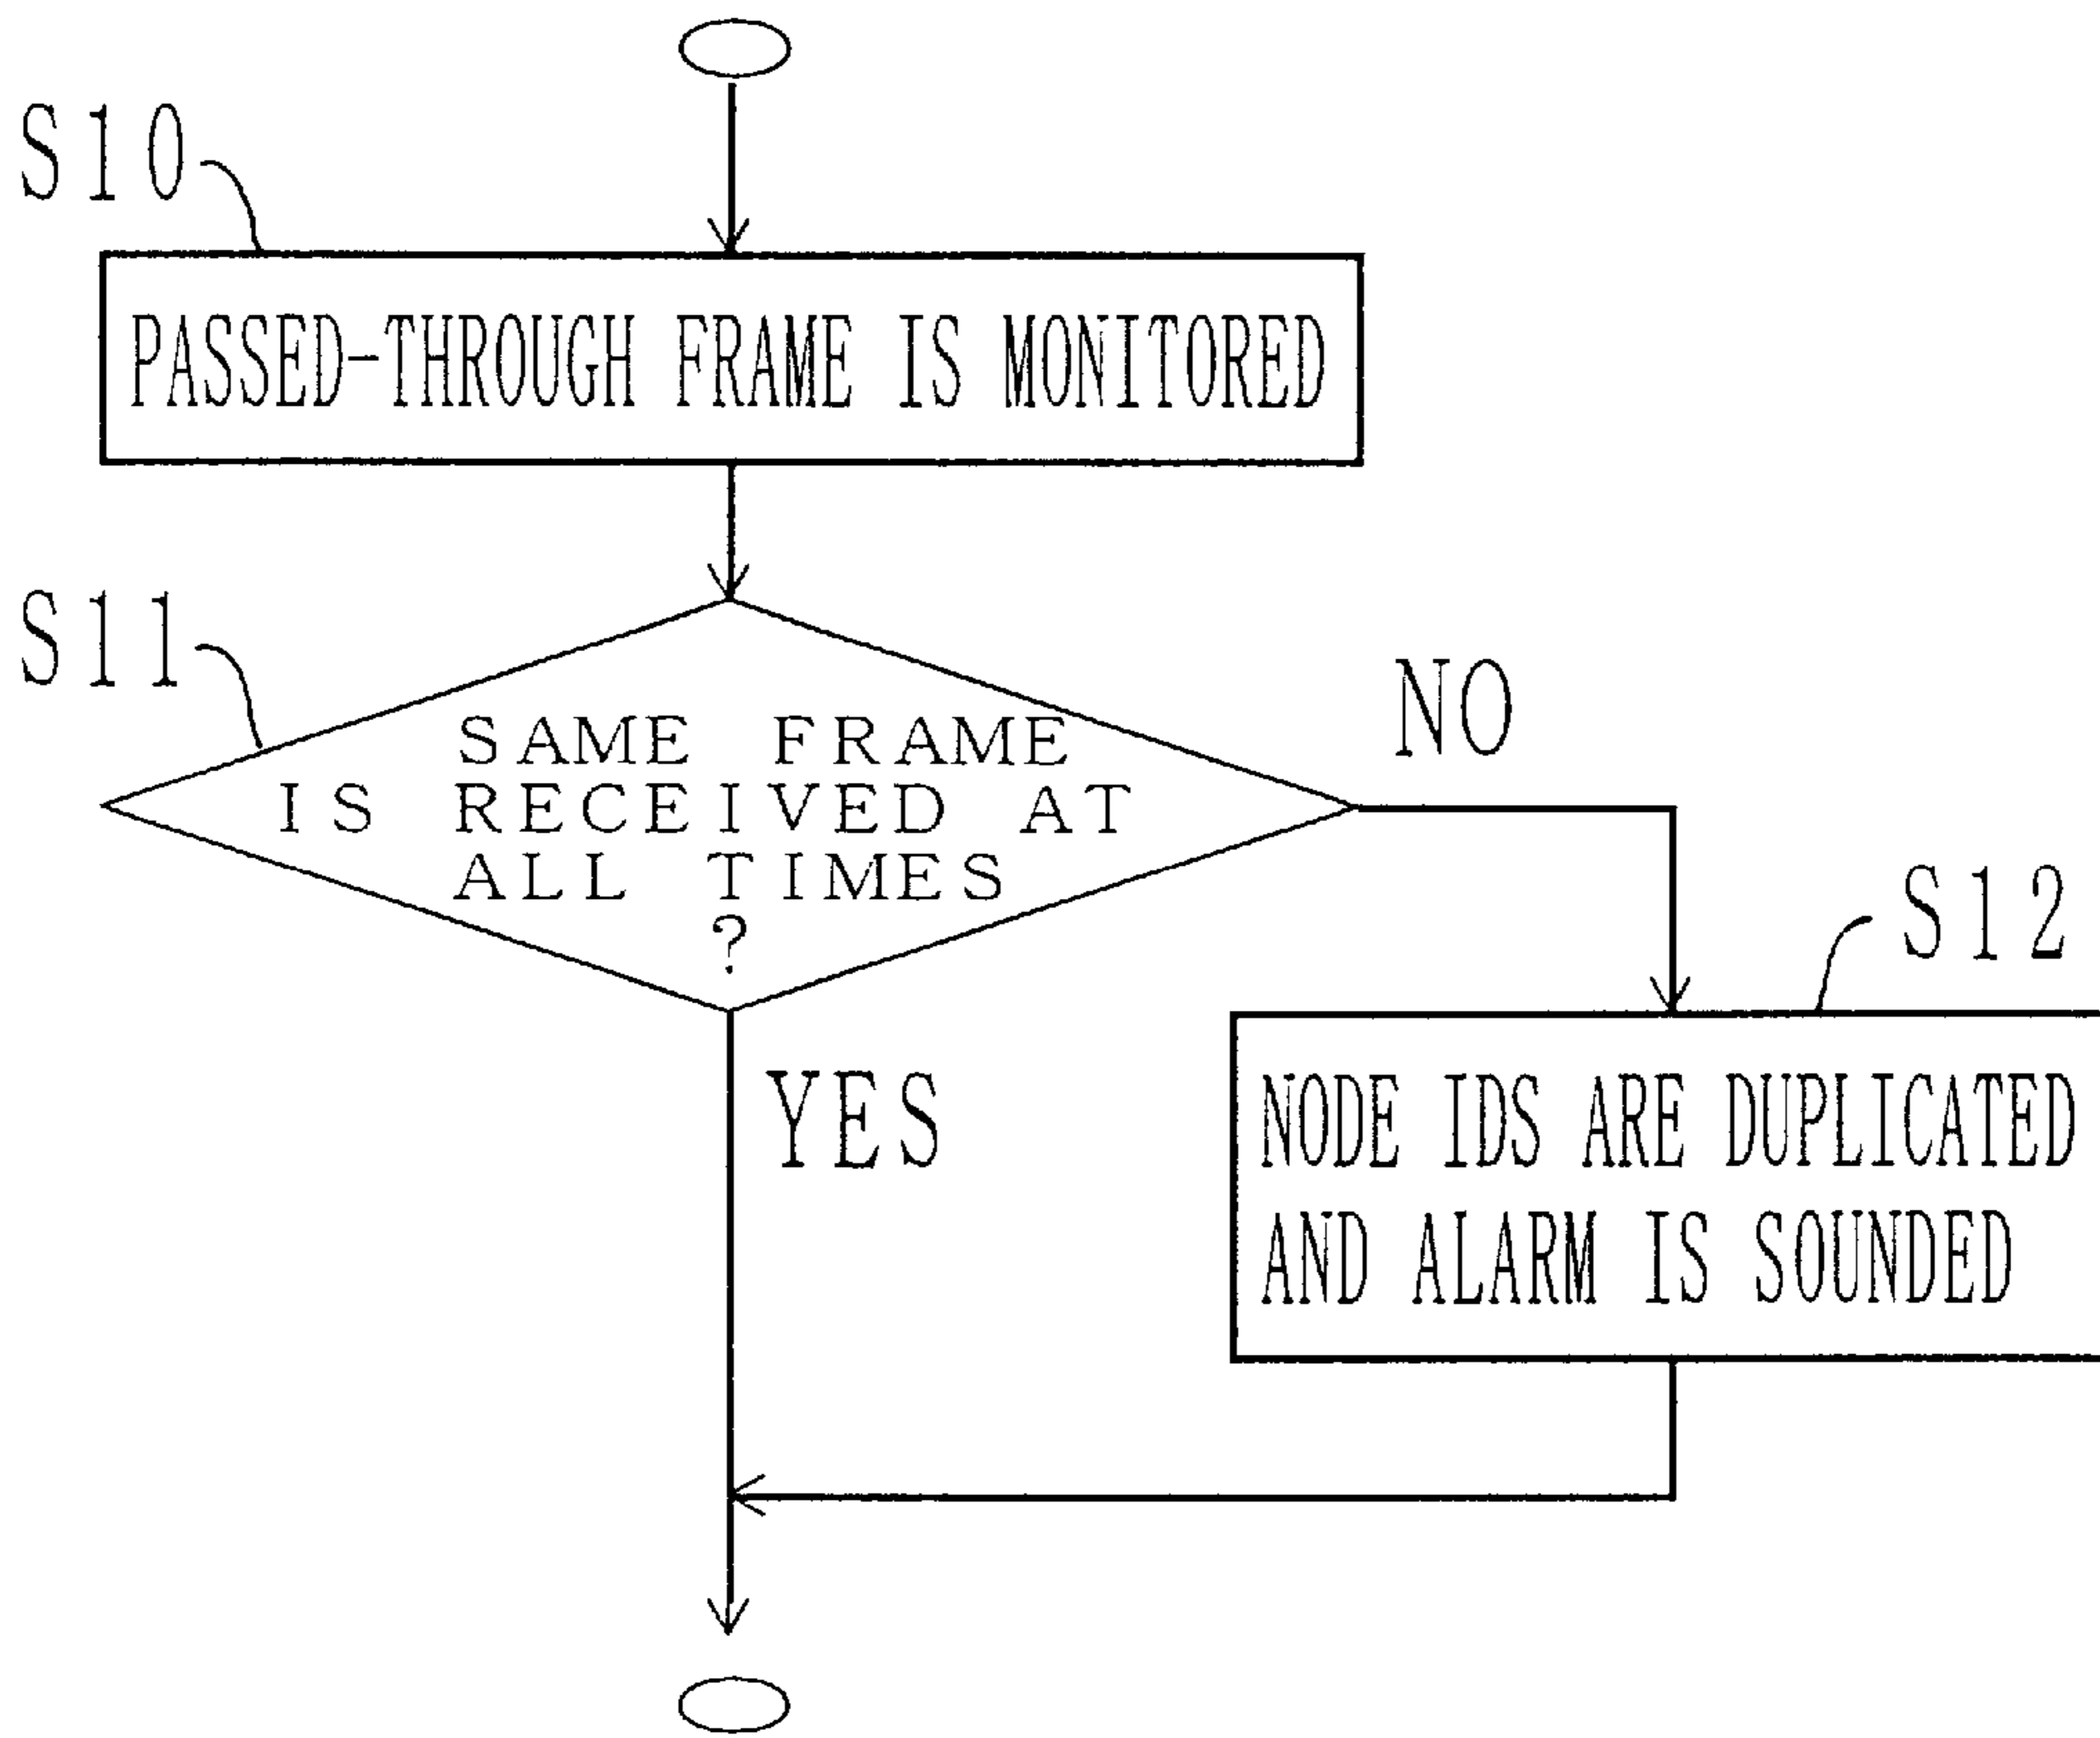 S10
PASSED-THROUGH FRAME IS MONITORED
S11
SAME FRAME
IS RECEIVED AT
ALL TIMES
?
NO
YES
S12
NODE IDS ARE DUPLICATED
AND ALARM IS SOUNDED